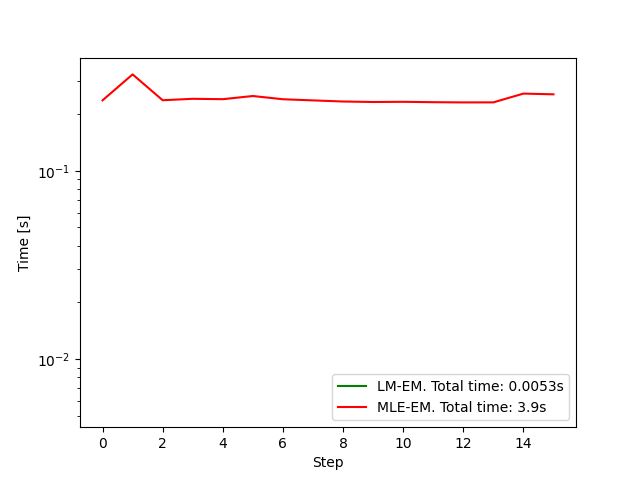 Time [s]
10⁻¹
10⁻²
LM-EM. Total time: 0.0053s
MLE-EM. Total time: 3.9s
0 2 4 6 8 10 12 14
Step